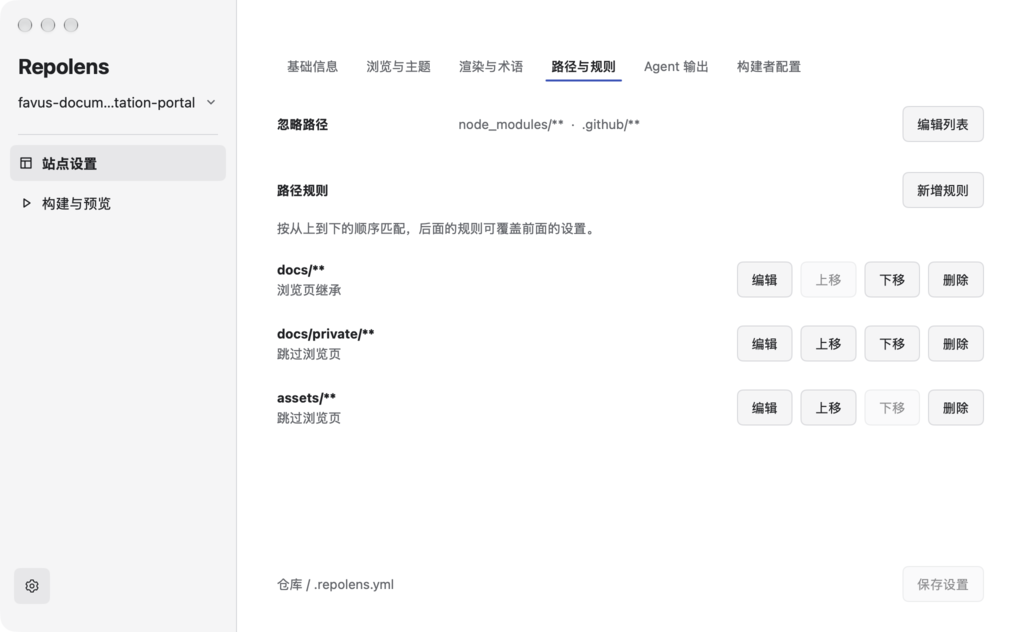 Repolens
favus-docum...tation-portal
站点设置
构建与预览
基础信息 浏览与主题 渲染与术语 路径与规则 Agent 输出 构建者配置
忽略路径 node_modules/** · .github/** 编辑列表
路径规则 新增规则
按从上到下的顺序匹配，后面的规则可覆盖前面的设置。
docs/**
浏览页继承
编辑 上移 下移 删除
docs/private/**
跳过浏览页
编辑 上移 下移 删除
assets/**
跳过浏览页
编辑 上移 下移 删除
仓库 / .repolens.yml 保存设置